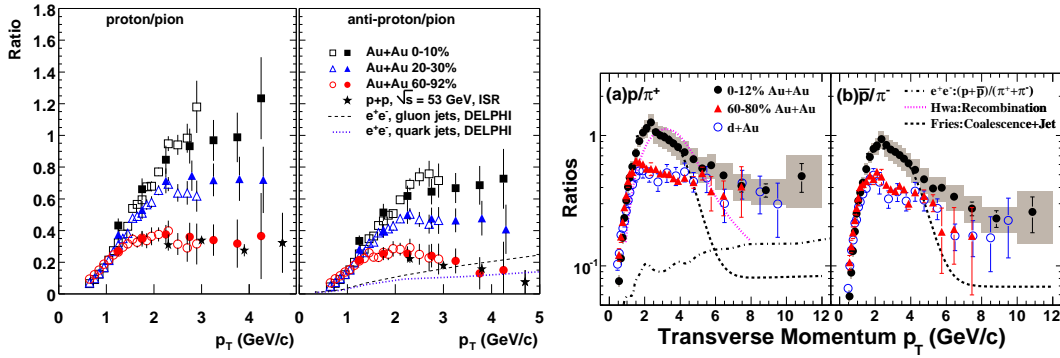 proton/pion
anti-proton/pion
Ratio
1.8
1.6
1.4
1.2
1
0.8
0.6
0.4
0.2
0
Au+Au 0-10%
Au+Au 20-30%
Au+Au 60-92%
p+p, √s = 53 GeV, ISR
e⁺e⁻, gluon jets, DELPHI
e⁺e⁻, quark jets, DELPHI
0 1 2 3 4
0 1 2 3 4 5
p_T (GeV/c)
p_T (GeV/c)
Ratios
1
10⁻¹
(a)p/π⁺
0-12% Au+Au
60-80% Au+Au
d+Au
(b)p̅/π⁻
e⁺e⁻:(p+p̅)/(π⁺+π⁻)
Hwa:Recombination
Fries:Coalescence+Jet
0 2 4 6 8 10 12
0 2 4 6 8 10 12
Transverse Momentum p_T (GeV/c)